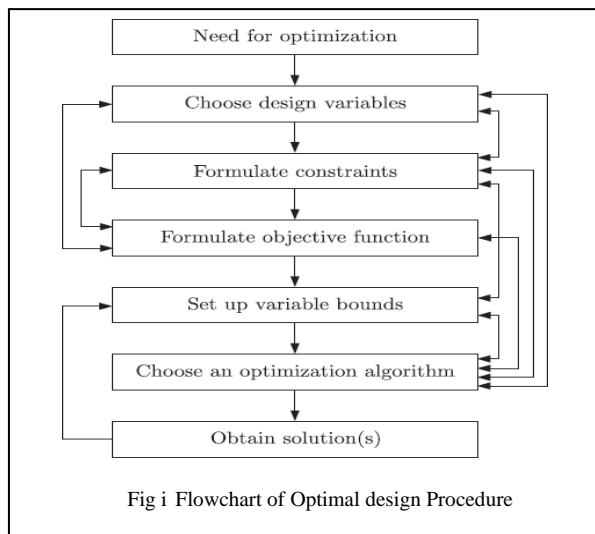 Need for optimization
Choose design variables
Formulate constraints
Formulate objective function
Set up variable bounds
Choose an optimization algorithm
Obtain solution(s)
Fig i Flowchart of Optimal design Procedure